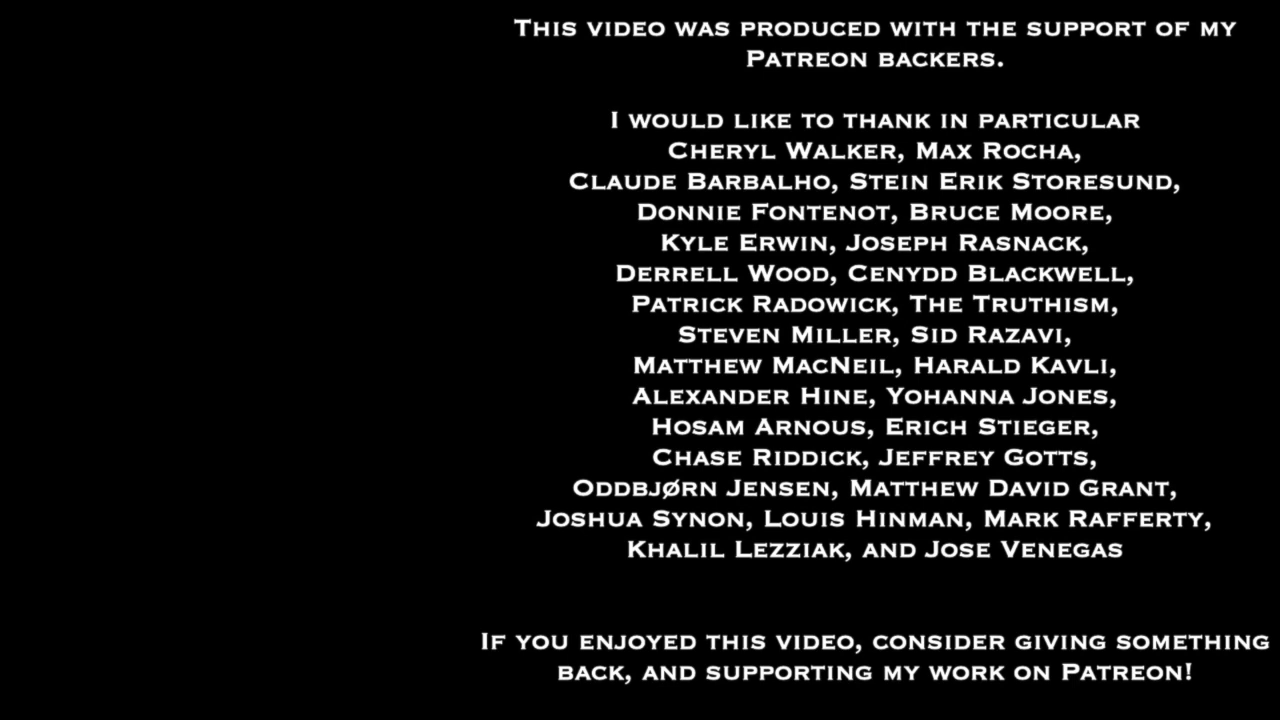 This video was produced with the support of my
Patreon backers.
I would like to thank in particular
Cheryl Walker, Max Rocha,
Claude Barbalho, Stein Erik Storesund,
Donnie Fontenot, Bruce Moore,
Kyle Erwin, Joseph Rasnack,
Derrell Wood, Cenydd Blackwell,
Patrick Radowick, The Truthism,
Steven Miller, Sid Razavi,
Matthew MacNeil, Harald Kavli,
Alexander Hine, Yohanna Jones,
Hosam Arnous, Erich Stieger,
Chase Riddick, Jeffrey Gotts,
Oddbjørn Jensen, Matthew David Grant,
Joshua Synon, Louis Hinman, Mark Rafferty,
Khalil Lezziak, and Jose Venegas
If you enjoyed this video, consider giving something
back, and supporting my work on Patreon!